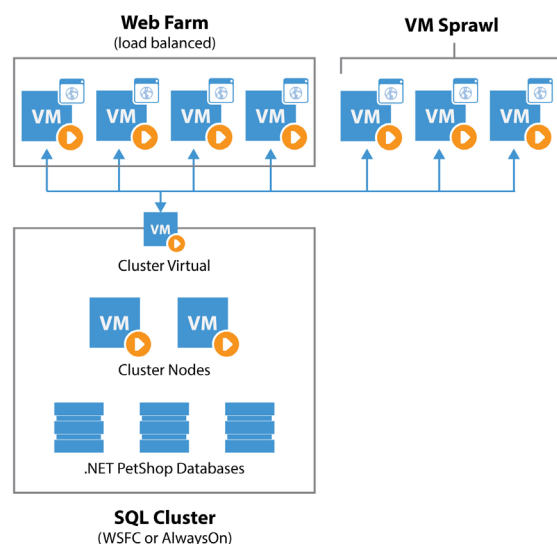 Web Farm
(load balanced)
VM Sprawl
VM
VM
VM
VM
VM
VM
VM
VM
Cluster Virtual
VM
VM
Cluster Nodes
.NET PetShop Databases
SQL Cluster
(WSFC or AlwaysOn)